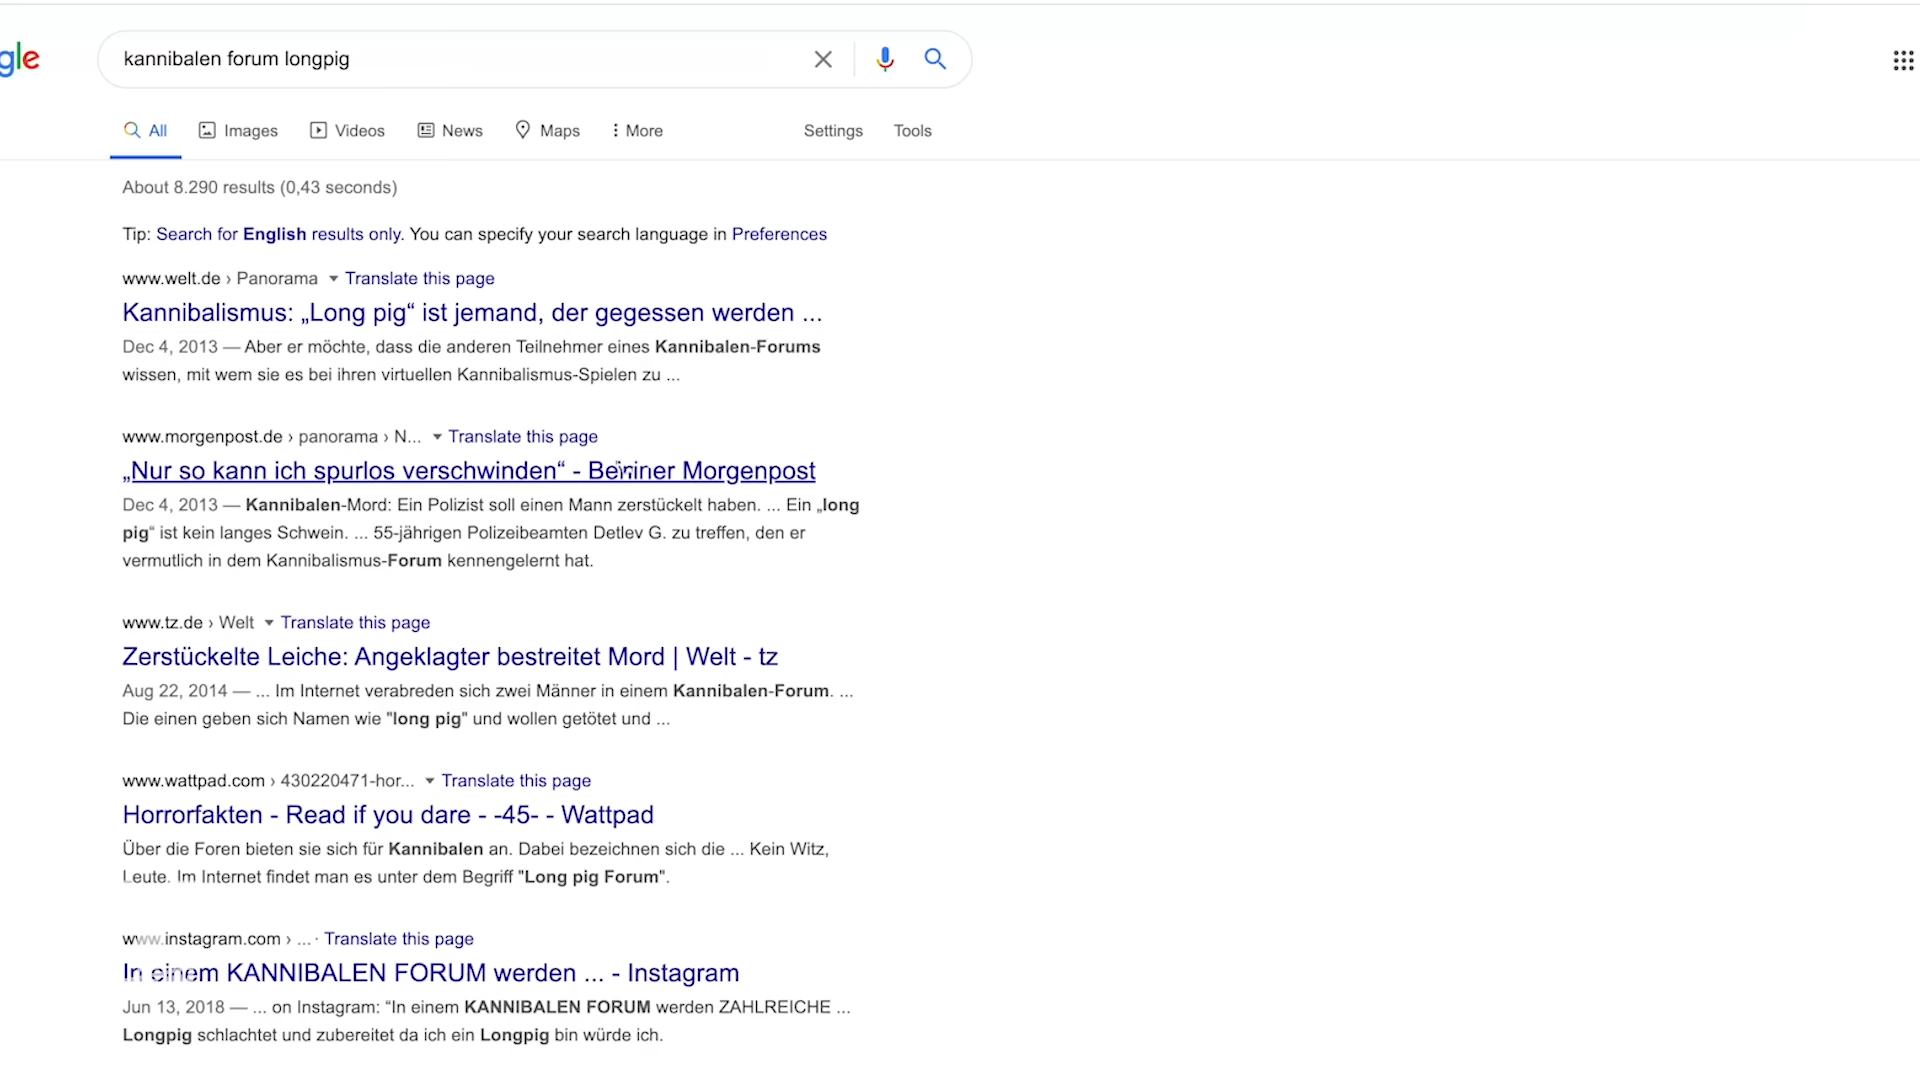 gle
kannibalen forum longpig
All Images Videos News Maps More Settings Tools
About 8.290 results (0,43 seconds)
Tip: Search for English results only. You can specify your search language in Preferences
www.welt.de › Panorama Translate this page
Kannibalismus: „Long pig“ ist jemand, der gegessen werden ...
Dec 4, 2013 — Aber er möchte, dass die anderen Teilnehmer eines Kannibalen-Forums
wissen, mit wem sie es bei ihren virtuellen Kannibalismus-Spielen zu ...
www.morgenpost.de › panorama › N... Translate this page
„Nur so kann ich spurlos verschwinden“ - Berliner Morgenpost
Dec 4, 2013 — Kannibalen-Mord: Ein Polizist soll einen Mann zerstückelt haben. ... Ein „long
pig“ ist kein langes Schwein. ... 55-jährigen Polizeibeamten Detlev G. zu treffen, den er
vermutlich in dem Kannibalismus-Forum kennengelernt hat.
www.tz.de › Welt Translate this page
Zerstückelte Leiche: Angeklagter bestreitet Mord | Welt - tz
Aug 22, 2014 — ... Im Internet verabreden sich zwei Männer in einem Kannibalen-Forum. ...
Die einen geben sich Namen wie "long pig" und wollen getötet und ...
www.wattpad.com › 430220471-hor... Translate this page
Horrorfakten - Read if you dare - -45- - Wattpad
Über die Foren bieten sie sich für Kannibalen an. Dabei bezeichnen sich die ... Kein Witz,
Leute. Im Internet findet man es unter dem Begriff "Long pig Forum".
www.instagram.com › ... · Translate this page
In einem KANNIBALEN FORUM werden ... - Instagram
Jun 13, 2018 — ... on Instagram: “In einem KANNIBALEN FORUM werden ZAHLREICHE ...
Longpig schlachtet und zubereitet da ich ein Longpig bin würde ich.